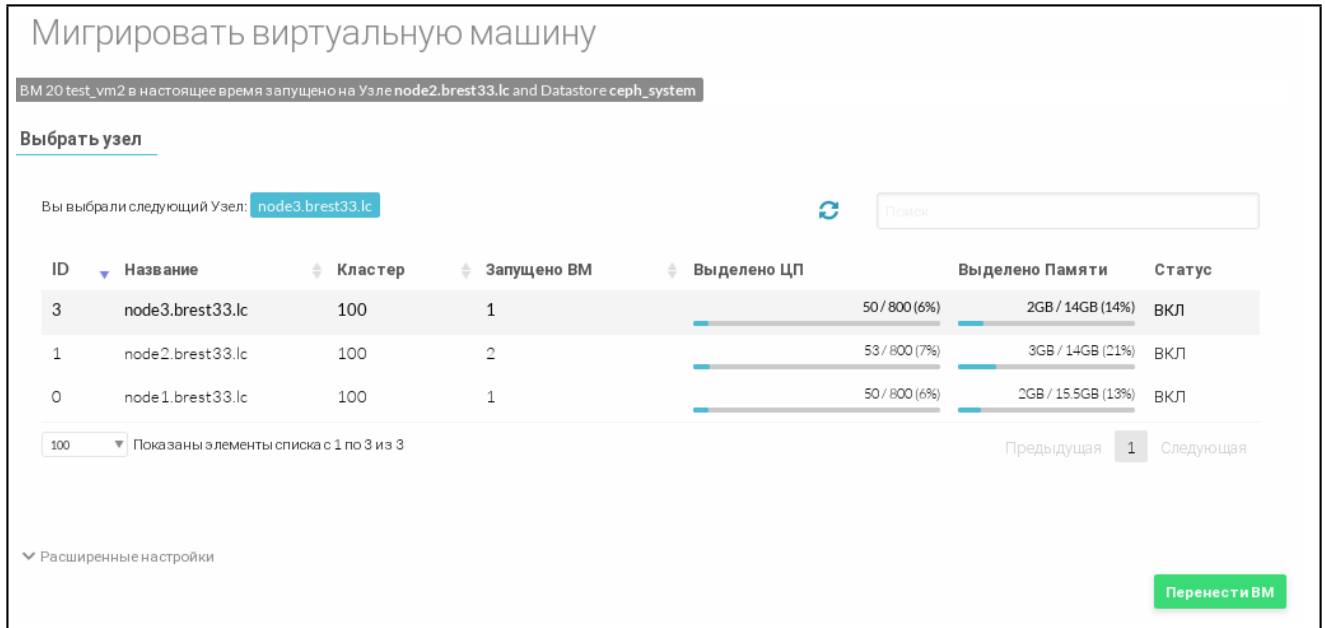 Мигрировать виртуальную машину
ВМ 20 test_vm2 в настоящее время запущено на Узле node2.brest33.lc and Datastore ceph_system
Выбрать узел
Вы выбрали следующий Узел: node3.brest33.lc Поиск
ID Название Кластер Запущено ВМ Выделено ЦП Выделено Памяти Статус
3 node3.brest33.lc 100 1 50 / 800 (6%) 2GB / 14GB (14%) ВКЛ
1 node2.brest33.lc 100 2 53 / 800 (7%) 3GB / 14GB (21%) ВКЛ
0 node1.brest33.lc 100 1 50 / 800 (6%) 2GB / 15.5GB (13%) ВКЛ
100 Показаны элементы списка с 1 по 3 из 3 Предыдущая 1 Следующая
Расширенные настройки
Перенести ВМ